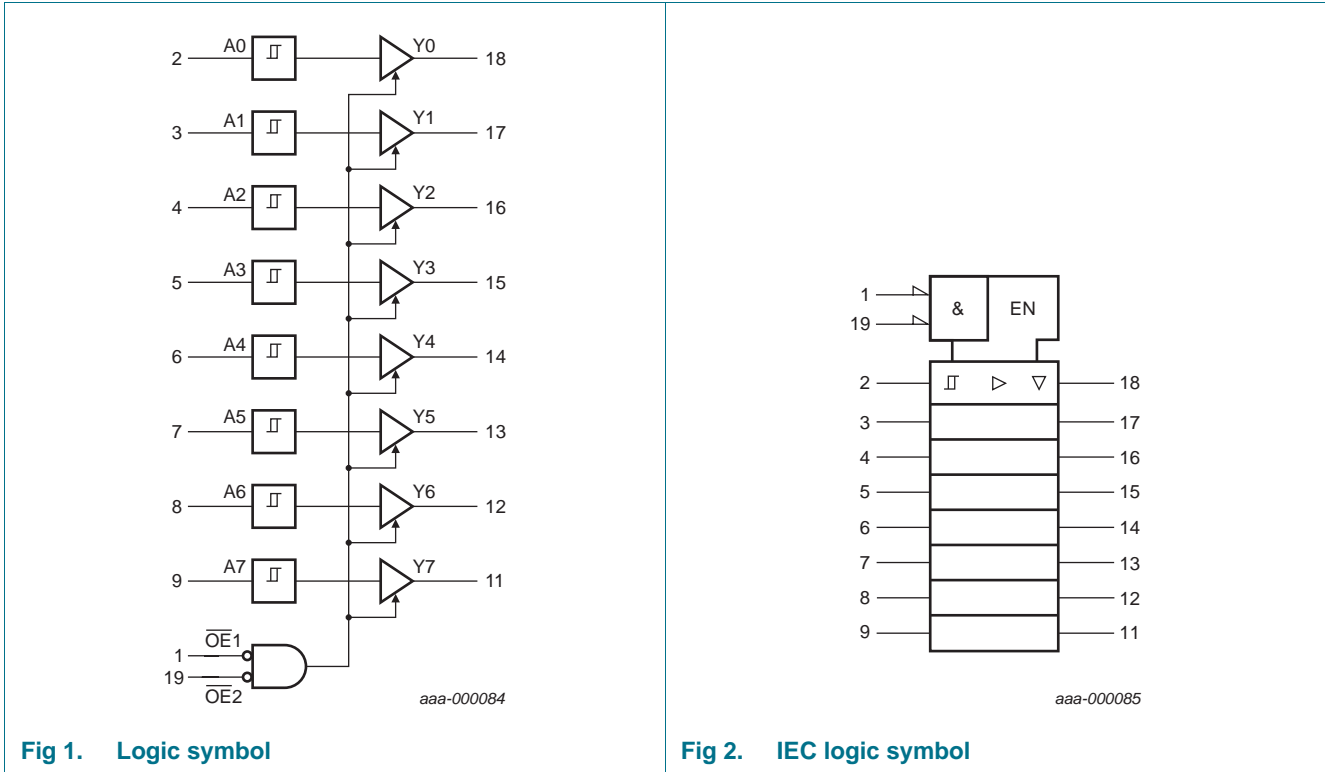 2 A0 Y0 18
3 A1 Y1 17
4 A2 Y2 16
5 A3 Y3 15
6 A4 Y4 14
7 A5 Y5 13
8 A6 Y6 12
9 A7 Y7 11
1 OE1
19 OE2
aaa-000084
Fig 1. Logic symbol
1 & EN
19
2 18
3 17
4 16
5 15
6 14
7 13
8 12
9 11
aaa-000085
Fig 2. IEC logic symbol